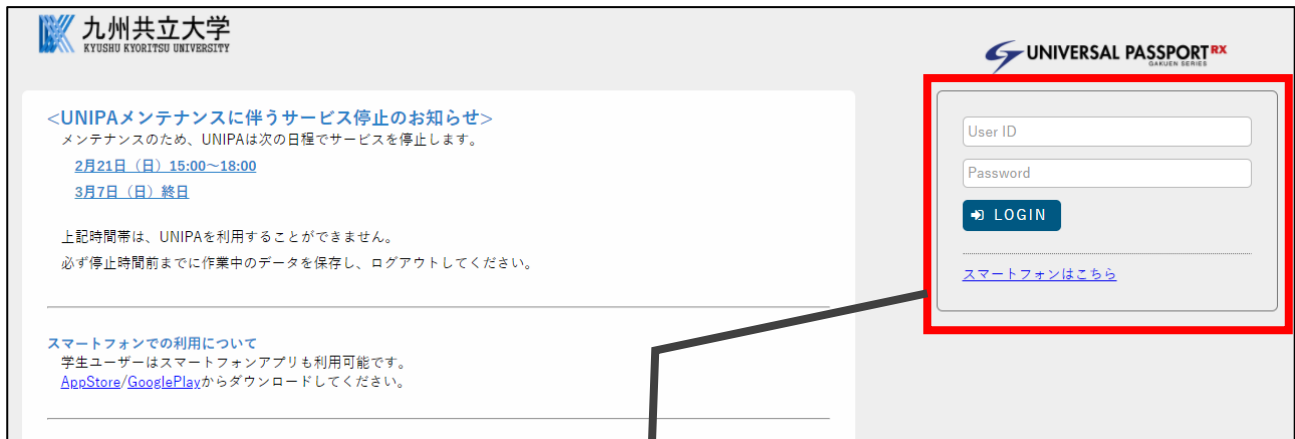 九州共立大学
KYUSHU KYORITSU UNIVERSITY
UNIVERSAL PASSPORT RX
GAKUEN SERIES
<UNIPAメンテナンスに伴うサービス停止のお知らせ>
メンテナンスのため、UNIPAは次の日程でサービスを停止します。
2月21日（日）15:00～18:00
3月7日（日）終日
上記時間帯は、UNIPAを利用することができません。
必ず停止時間前までに作業中のデータを保存し、ログアウトしてください。
スマートフォンでの利用について
学生ユーザーはスマートフォンアプリも利用可能です。
AppStore/GooglePlayからダウンロードしてください。
User ID
Password
LOGIN
スマートフォンはこちら